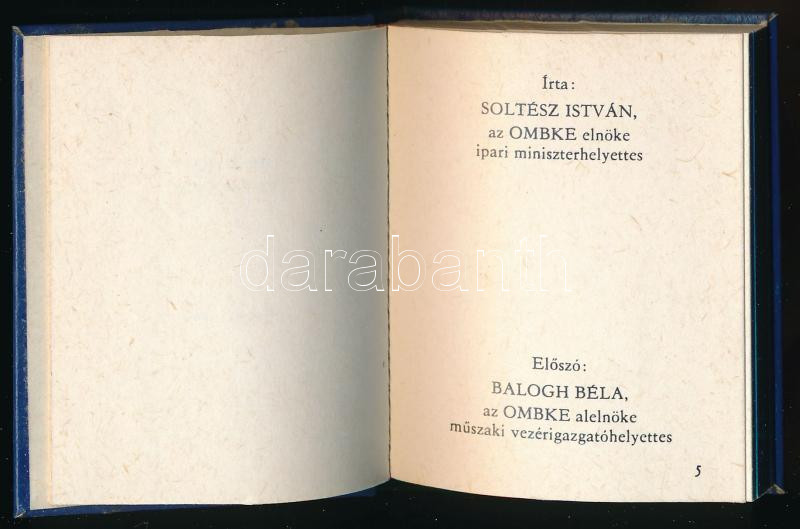 Írta:
SOLTÉSZ ISTVÁN,
az OMBKE elnöke
ipari miniszterhelyettes
darabanth
Előszó:
BALOGH BÉLA,
az OMBKE alelnöke
műszaki vezérigazgatóhelyettes
5